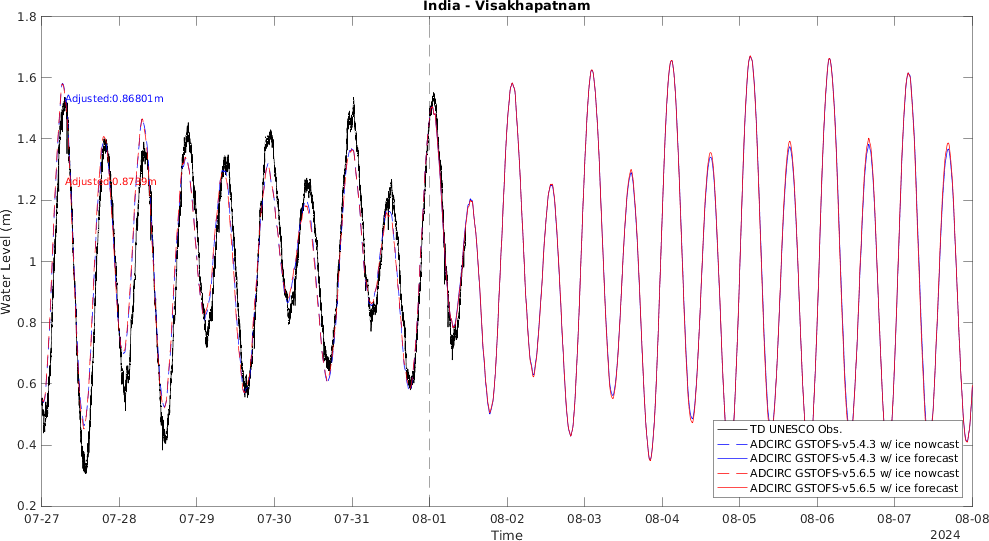 India - Visakhapatnam
1.8
1.6
1.4
1.2
1
0.8
0.6
0.4
0.2
Water Level (m)
Adjusted:0.86801m
TD UNESCO Obs.
ADCIRC GSTOFS-v5.4.3 w/ ice nowcast
ADCIRC GSTOFS-v5.4.3 w/ ice forecast
ADCIRC GSTOFS-v5.6.5 w/ ice nowcast
ADCIRC GSTOFS-v5.6.5 w/ ice forecast
07-27 07-28 07-29 07-30 07-31 08-01 08-02 08-03 08-04 08-05 08-06 08-07 08-08
Time
2024